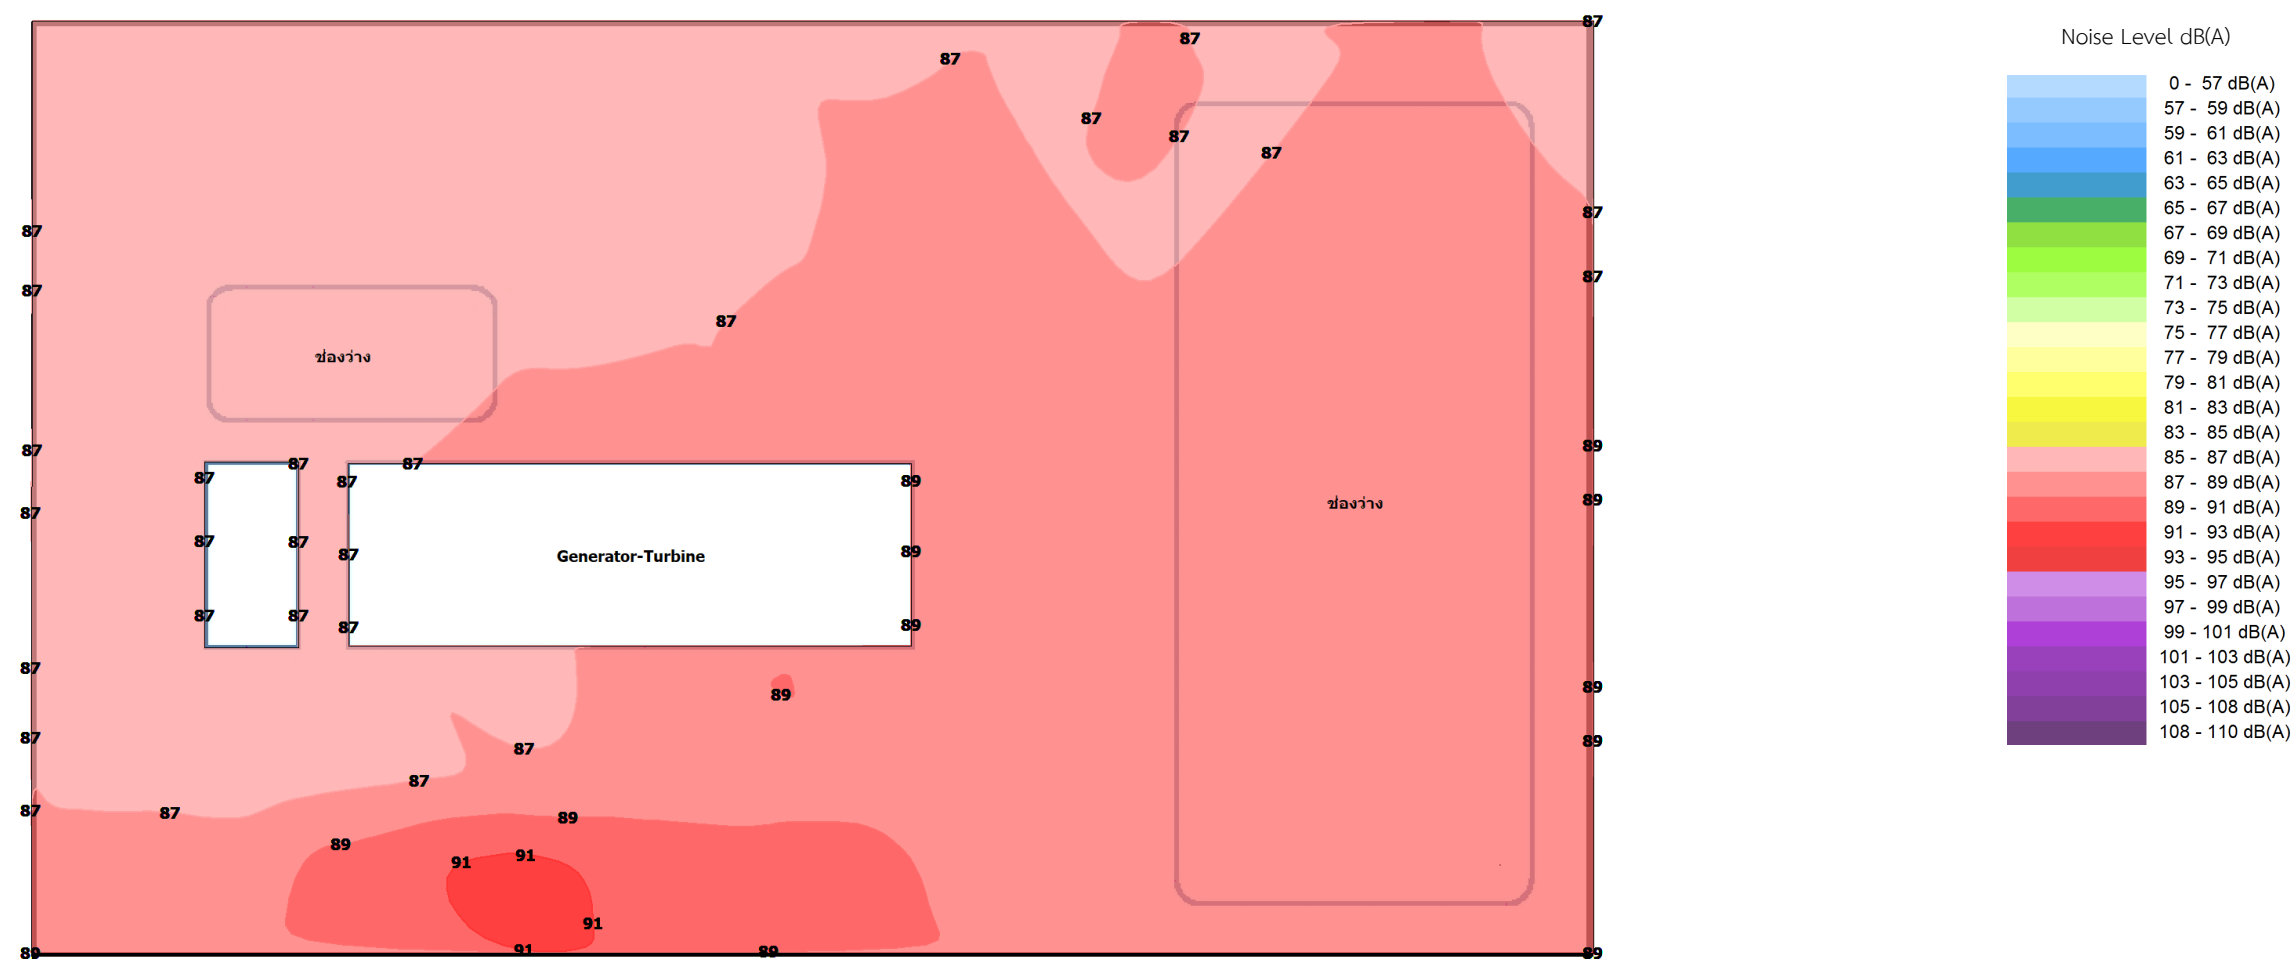 87
Noise Level dB(A)
87
87
0 - 57 dB(A)
57 - 59 dB(A)
87
59 - 61 dB(A)
87
87
61 - 63 dB(A)
63 - 65 dB(A)
87
65 - 67 dB(A)
87
67 - 69 dB(A)
69 - 71 dB(A)
87
71 - 73 dB(A)
87
73 - 75 dB(A)
87
75 - 77 dB(A)
ช่องว่าง
77 - 79 dB(A)
79 - 81 dB(A)
81 - 83 dB(A)
83 - 85 dB(A)
89
87
85 - 87 dB(A)
87
87
87
87
89
87 - 89 dB(A)
89
ช่องว่าง
89 - 91 dB(A)
87
91 - 93 dB(A)
87
87
87
89
Generator-Turbine
93 - 95 dB(A)
95 - 97 dB(A)
97 - 99 dB(A)
87
87
87
89
99 - 101 dB(A)
101 - 103 dB(A)
87
103 - 105 dB(A)
89
89
105 - 108 dB(A)
108 - 110 dB(A)
87
87
89
87
87
87
89
89
91
91
91
91
89
89
89